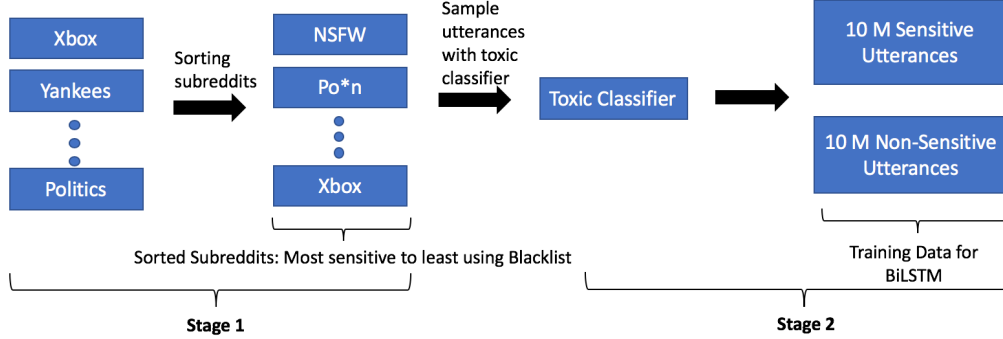 Xbox
Yankees
Politics
Sorting
subreddits
NSFW
Po*n
Xbox
Sample
utterances
with toxic
classifier
Toxic Classifier
10 M Sensitive
Utterances
10 M Non-Sensitive
Utterances
Sorted Subreddits: Most sensitive to least using Blacklist
Training Data for
BiLSTM
Stage 1
Stage 2